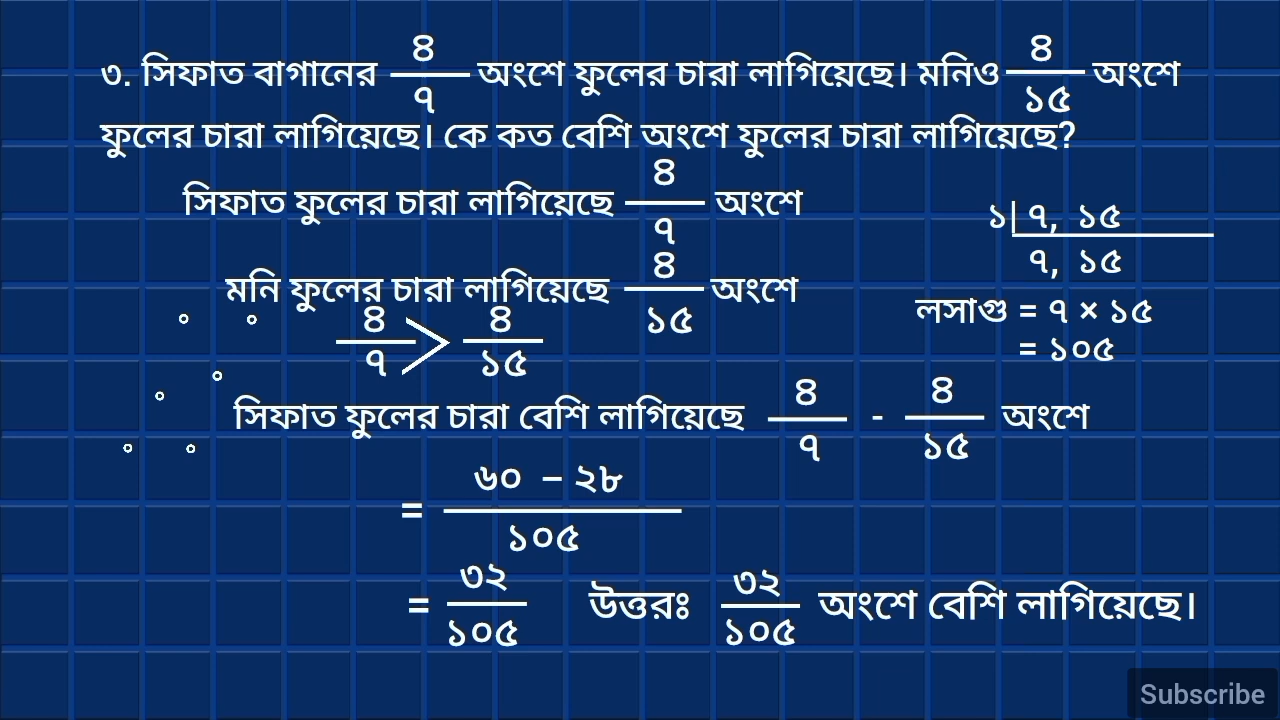 ৩. সিফাত বাগানের ৪/৭ অংশে ফুলের চারা লাগিয়েছে। মনিও ৪/১৫ অংশে
ফুলের চারা লাগিয়েছে। কে কত বেশি অংশে ফুলের চারা লাগিয়েছে?
সিফাত ফুলের চারা লাগিয়েছে ৪/৭ অংশে
মনি ফুলের চারা লাগিয়েছে ৪/১৫ অংশে
৪/৭ > ৪/১৫
১| ৭, ১৫
৭, ১৫
লসাগু = ৭ × ১৫
= ১০৫
∴ সিফাত ফুলের চারা বেশি লাগিয়েছে ৪/৭ - ৪/১৫ অংশে
= ৬০ – ২৮/১০৫
= ৩২/১০৫ উত্তরঃ ৩২/১০৫ অংশে বেশি লাগিয়েছে।
Subscribe